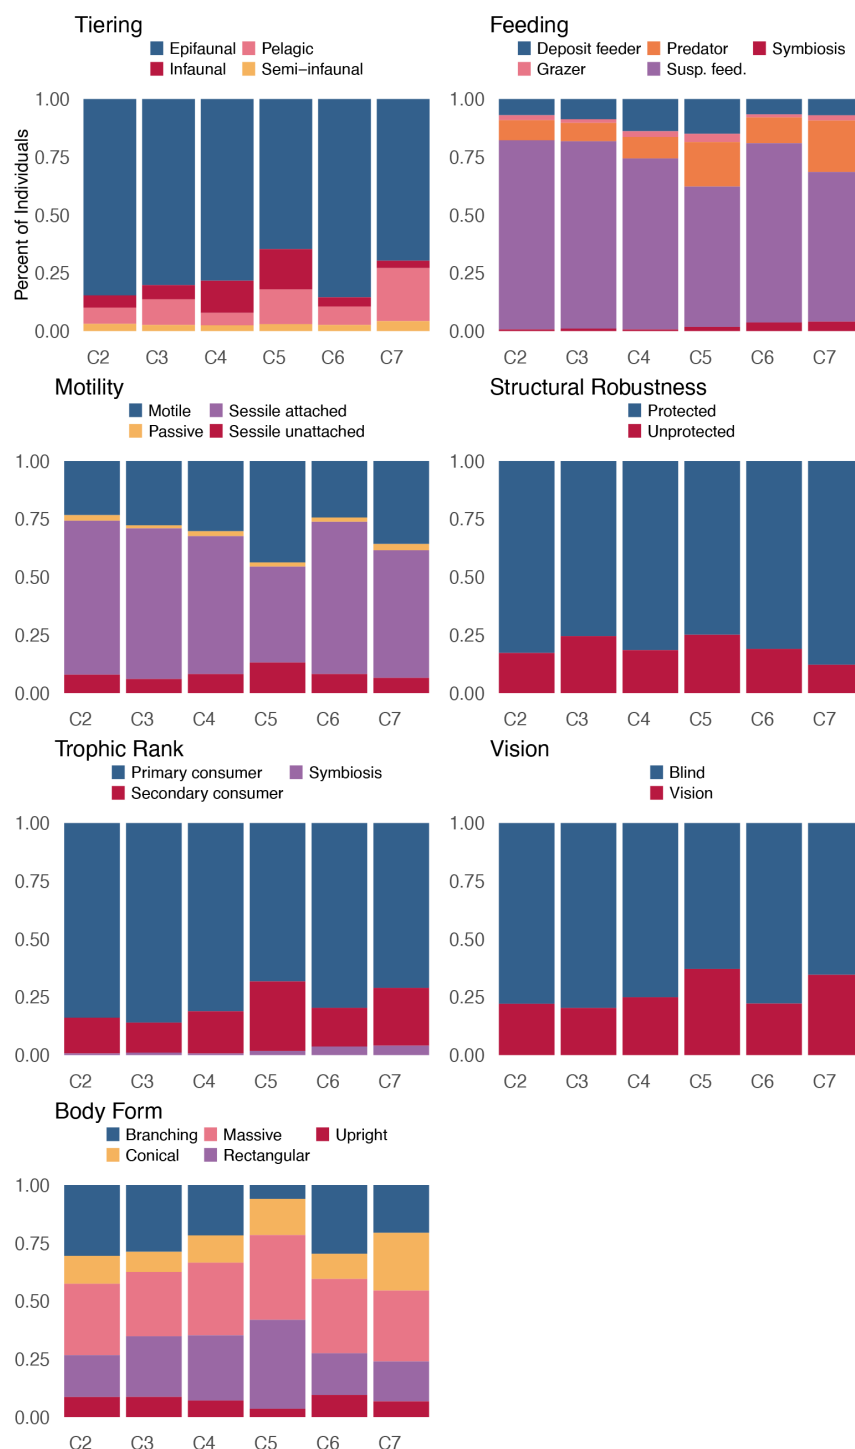 Tiering
Epifaunal Pelagic
Infaunal Semi−infaunal
Percent of Individuals
1.00
0.75
0.50
0.25
0.00
C2 C3 C4 C5 C6 C7
Feeding
Deposit feeder Predator Symbiosis
Grazer Susp. feed.
1.00
0.75
0.50
0.25
0.00
C2 C3 C4 C5 C6 C7
Motility
Motile Sessile attached
Passive Sessile unattached
1.00
0.75
0.50
0.25
0.00
C2 C3 C4 C5 C6 C7
Structural Robustness
Protected
Unprotected
1.00
0.75
0.50
0.25
0.00
C2 C3 C4 C5 C6 C7
Trophic Rank
Primary consumer Symbiosis
Secondary consumer
1.00
0.75
0.50
0.25
0.00
C2 C3 C4 C5 C6 C7
Vision
Blind
Vision
1.00
0.75
0.50
0.25
0.00
C2 C3 C4 C5 C6 C7
Body Form
Branching Massive Upright
Conical Rectangular
1.00
0.75
0.50
0.25
0.00
C2 C3 C4 C5 C6 C7